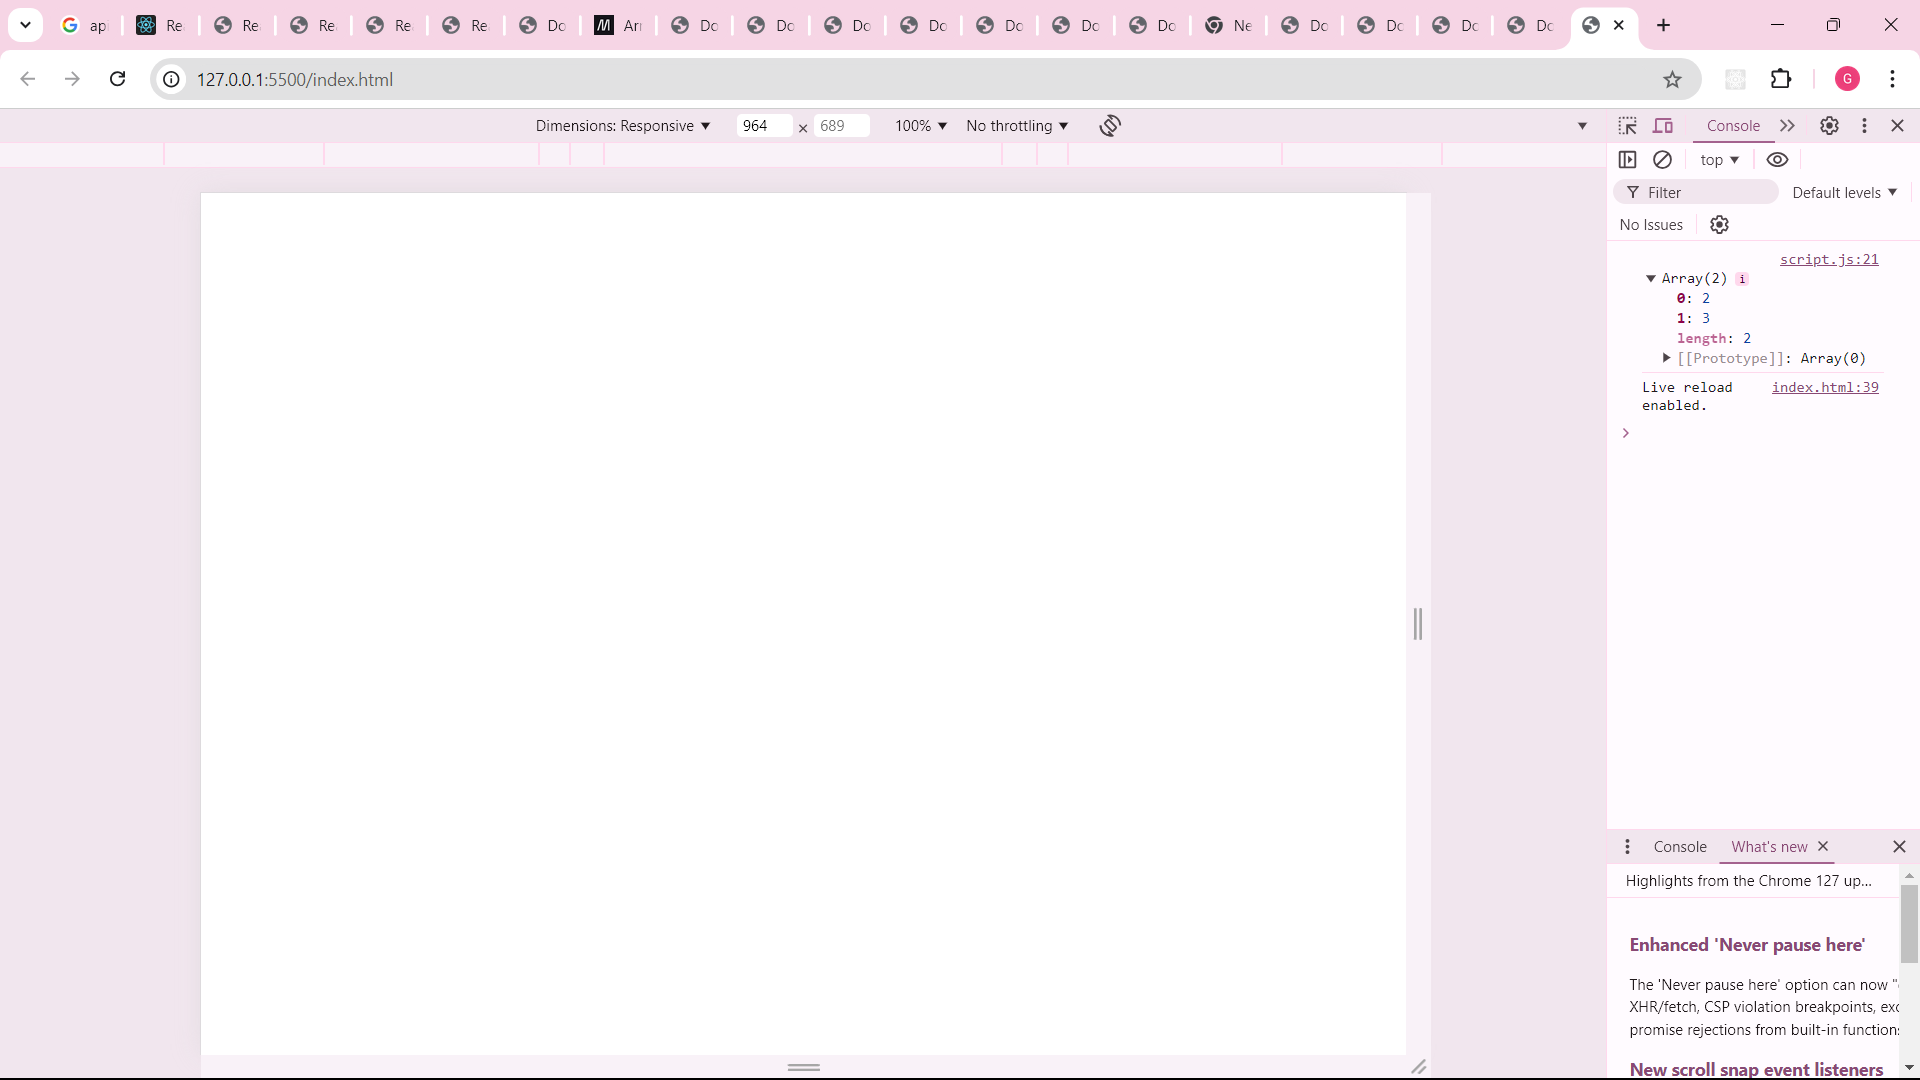 ap Re Re Re Re Re Do Arr Do Do Do Do Do Do Do Ne Do Do Do Do
127.0.0.1:5500/index.html
G
Dimensions: Responsive 964 × 689 100% No throttling
Console
top
Filter Default levels
No Issues
script.js:21
Array(2) i
0: 2
1: 3
length: 2
[[Prototype]]: Array(0)
Live reload enabled. index.html:39
Console What's new
Highlights from the Chrome 127 up...
Enhanced 'Never pause here'
The 'Never pause here' option can now
XHR/fetch, CSP violation breakpoints,
promise rejections from built-in function
New scroll snap event listeners